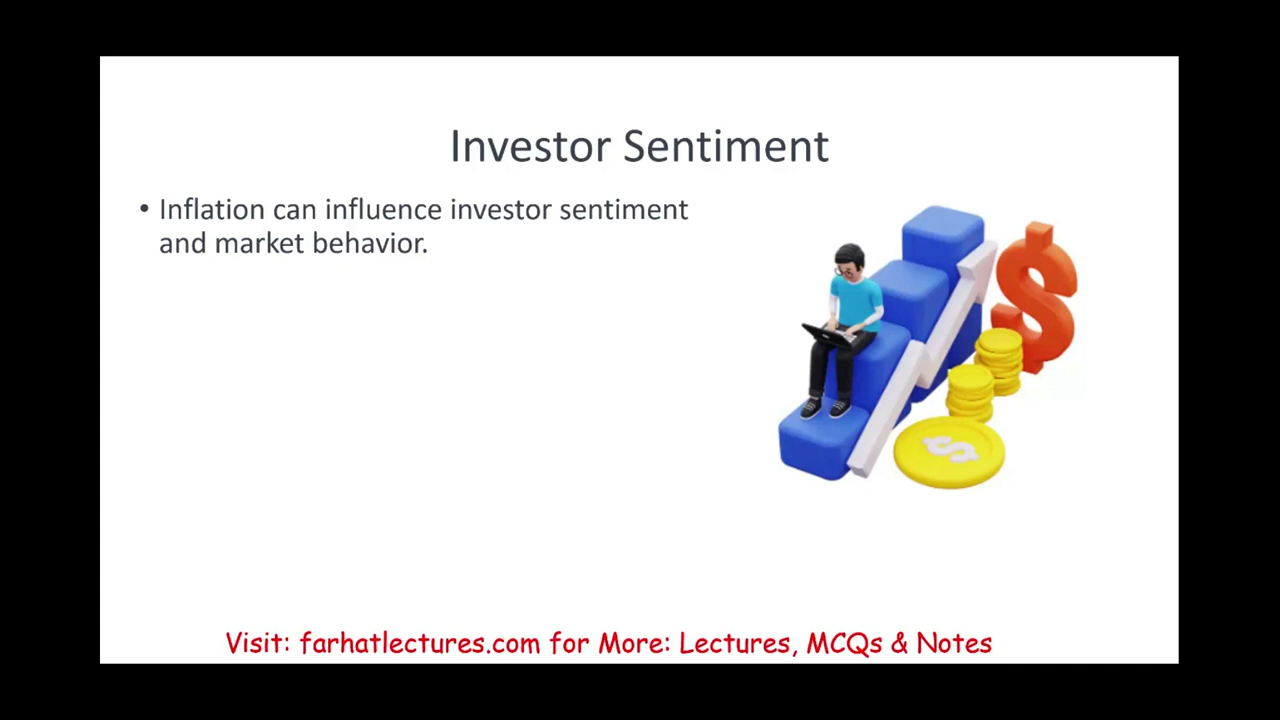 Investor Sentiment
• Inflation can influence investor sentiment
and market behavior.
$
$
Visit: farhatlectures.com for More: Lectures, MCQs & Notes